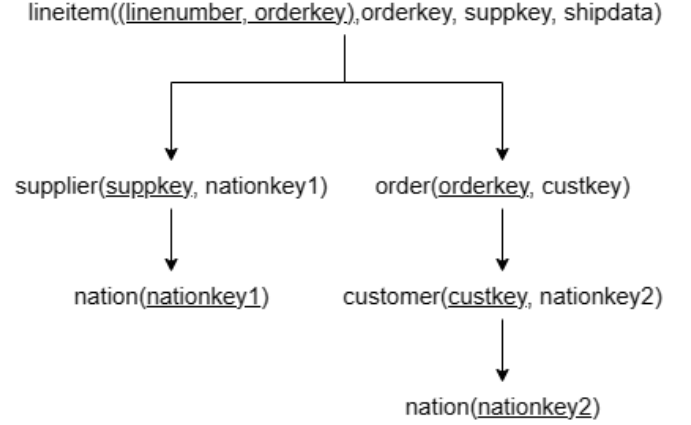 lineitem((linenumber, orderkey),orderkey, suppkey, shipdata)
supplier(suppkey, nationkey1)
order(orderkey, custkey)
nation(nationkey1)
customer(custkey, nationkey2)
nation(nationkey2)